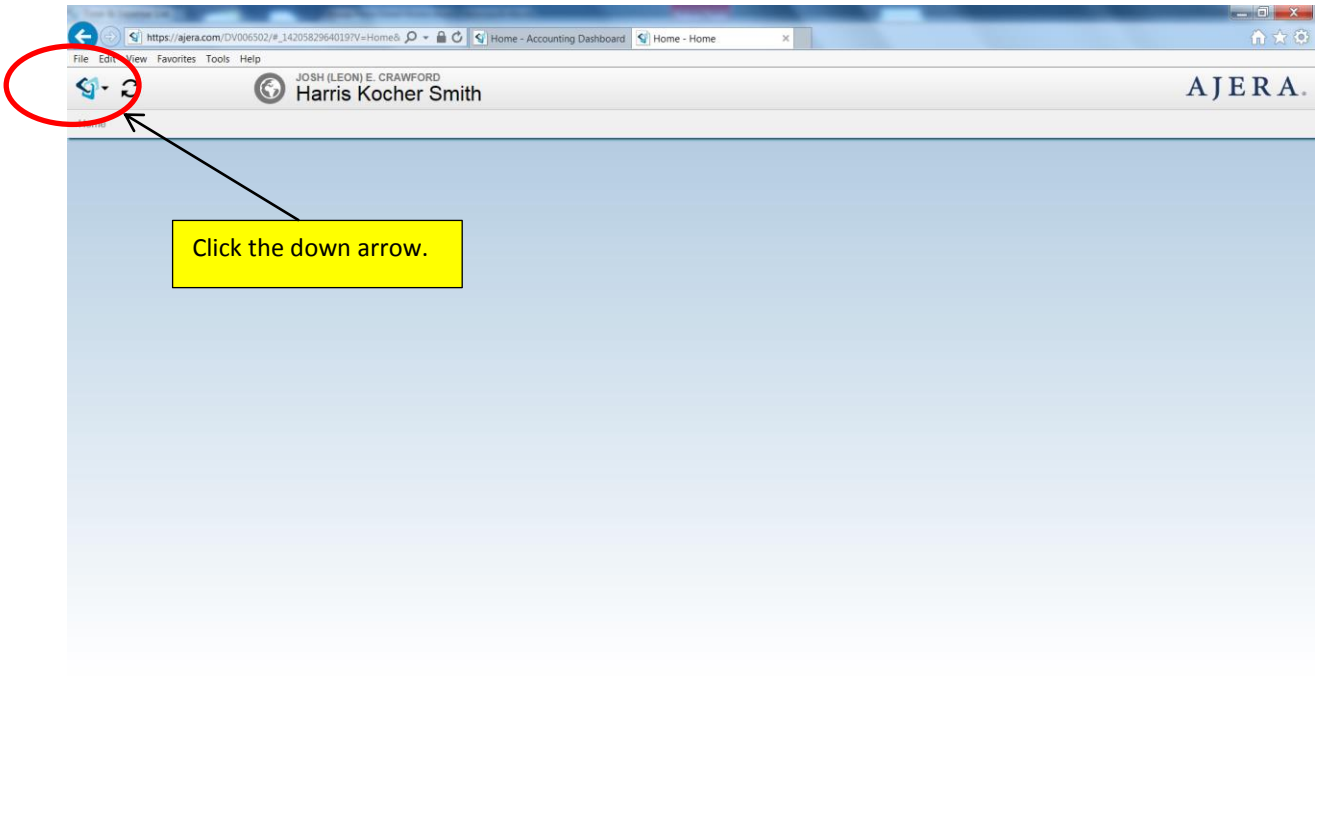 https://ajera.com/DV006502/#_1420582964019?V=Home&
Home - Accounting Dashboard
Home - Home
File Edit View Favorites Tools Help
JOSH (LEON) E. CRAWFORD
Harris Kocher Smith
AJERA.
Home
Click the down arrow.